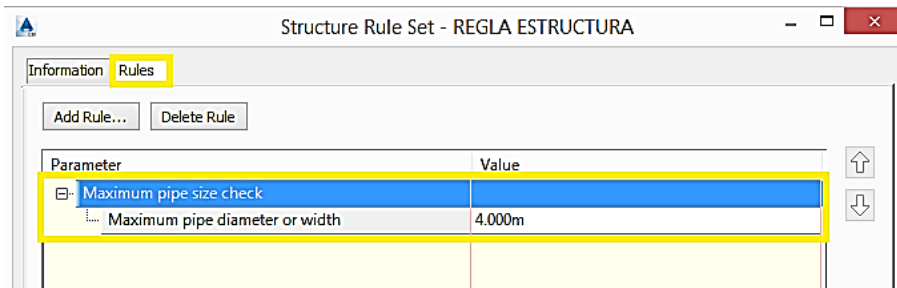 Structure Rule Set - REGLA ESTRUCTURA
Information Rules
Add Rule... Delete Rule
Parameter Value
Maximum pipe size check
Maximum pipe diameter or width 4.000m